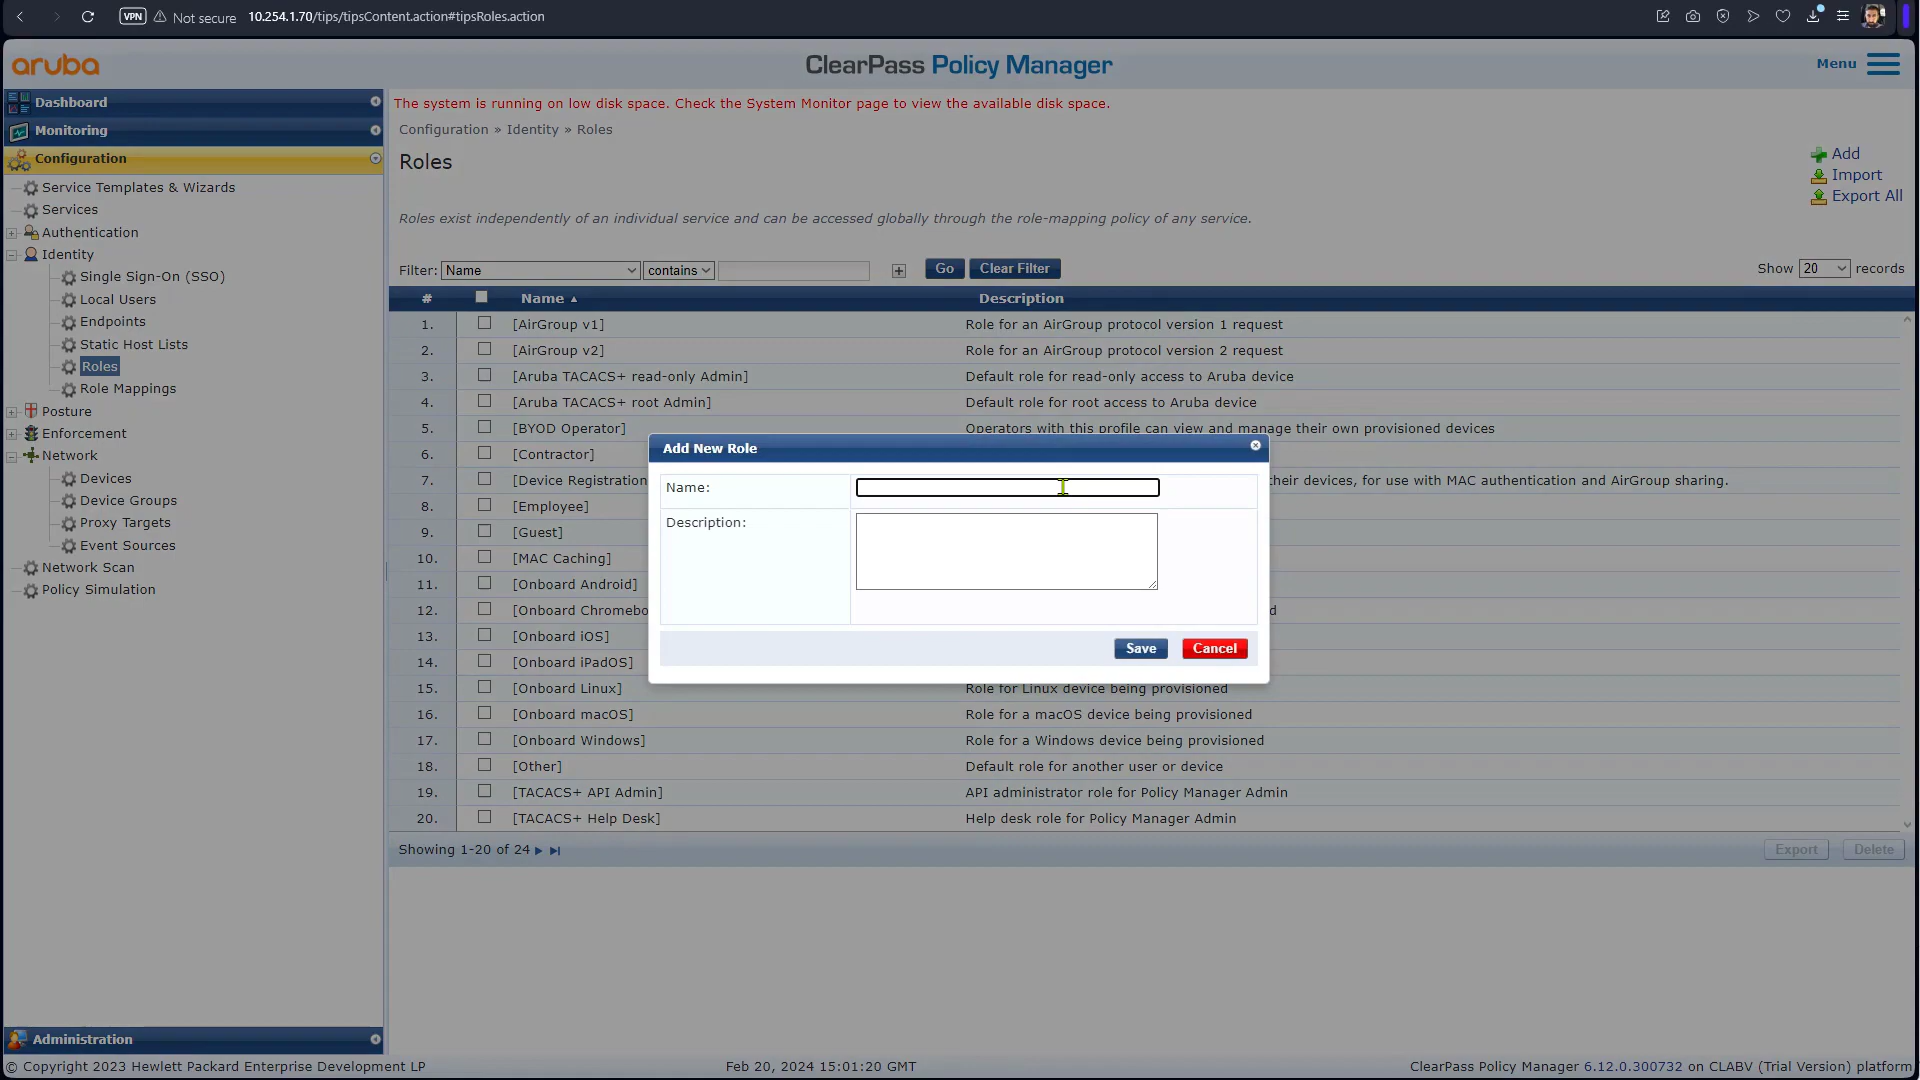 VPN Not secure 10.254.1.70/tips/tipsContent.action#tipsRoles.action
aruba
ClearPass Policy Manager
Menu
Dashboard
Monitoring
Configuration
Service Templates & Wizards
Services
Authentication
Identity
Single Sign-On (SSO)
Local Users
Endpoints
Static Host Lists
Roles
Role Mappings
Posture
Enforcement
Network
Devices
Device Groups
Proxy Targets
Event Sources
Network Scan
Policy Simulation
Administration
The system is running on low disk space. Check the System Monitor page to view the available disk space.
Configuration » Identity » Roles
Roles
Add
Import
Export All
Roles exist independently of an individual service and can be accessed globally through the role-mapping policy of any service.
Filter: Name contains Go Clear Filter Show 20 records
# Name ▲ Description
1. [AirGroup v1] Role for an AirGroup protocol version 1 request
2. [AirGroup v2] Role for an AirGroup protocol version 2 request
3. [Aruba TACACS+ read-only Admin] Default role for read-only access to Aruba device
4. [Aruba TACACS+ root Admin] Default role for root access to Aruba device
5. [BYOD Operator] Operators with this profile can view and manage their own provisioned devices
6. [Contractor]
7. [Device Registration their devices, for use with MAC authentication and AirGroup sharing.
8. [Employee]
9. [Guest]
10. [MAC Caching]
11. [Onboard Android]
12. [Onboard Chromebo d
13. [Onboard iOS]
14. [Onboard iPadOS]
15. [Onboard Linux] Role for Linux device being provisioned
16. [Onboard macOS] Role for a macOS device being provisioned
17. [Onboard Windows] Role for a Windows device being provisioned
18. [Other] Default role for another user or device
19. [TACACS+ API Admin] API administrator role for Policy Manager Admin
20. [TACACS+ Help Desk] Help desk role for Policy Manager Admin
Showing 1-20 of 24
Export Delete
Add New Role
Name:
Description:
Save Cancel
© Copyright 2023 Hewlett Packard Enterprise Development LP
Feb 20, 2024 15:01:20 GMT
ClearPass Policy Manager 6.12.0.300732 on CLABV (Trial Version) platform